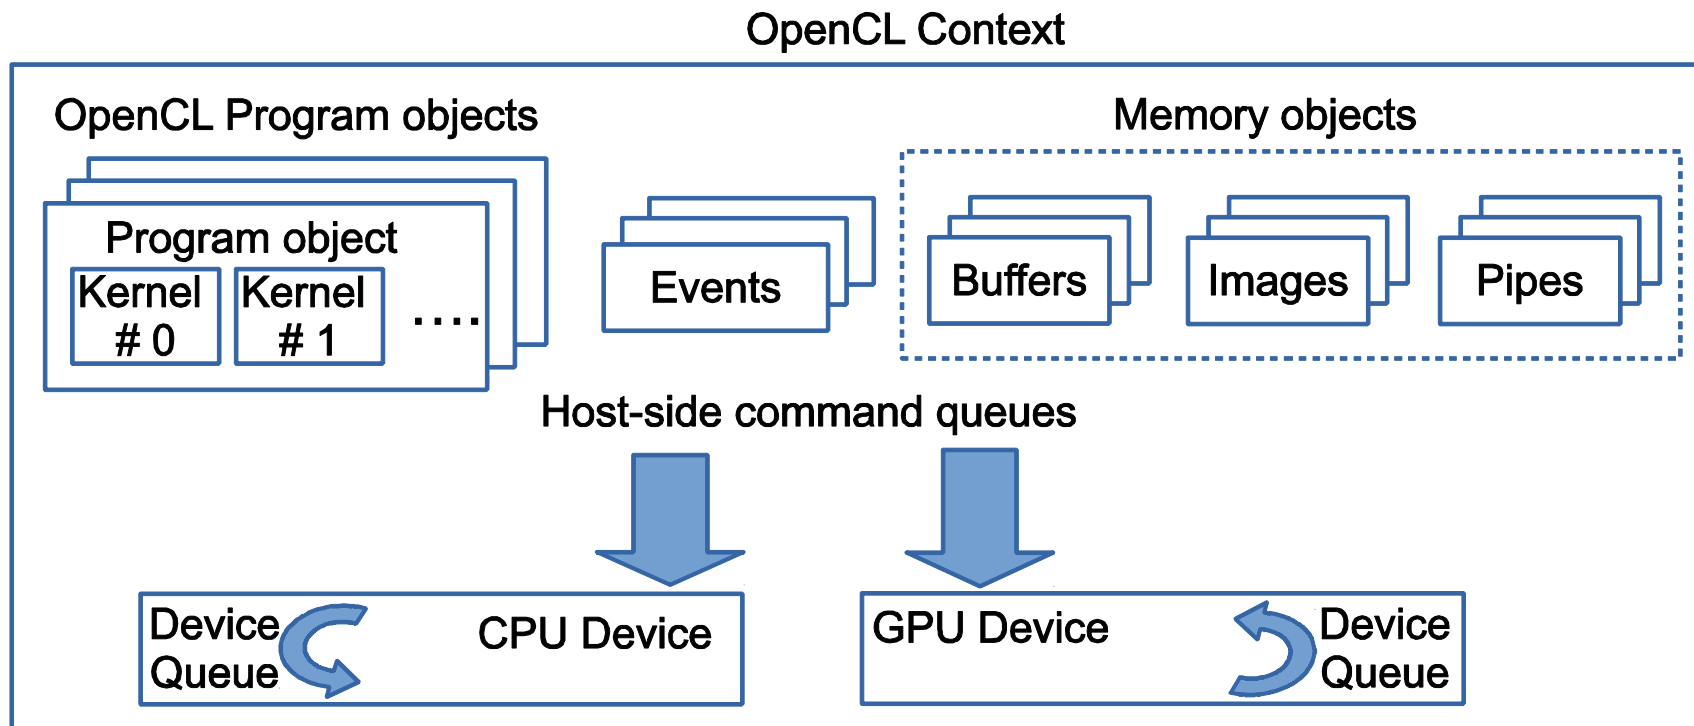 OpenCL Context
OpenCL Program objects
Memory objects
Program object
Kernel
# 0
Kernel
# 1
....
Events
Buffers
Images
Pipes
Host-side command queues
Device
Queue
CPU Device
GPU Device
Device
Queue